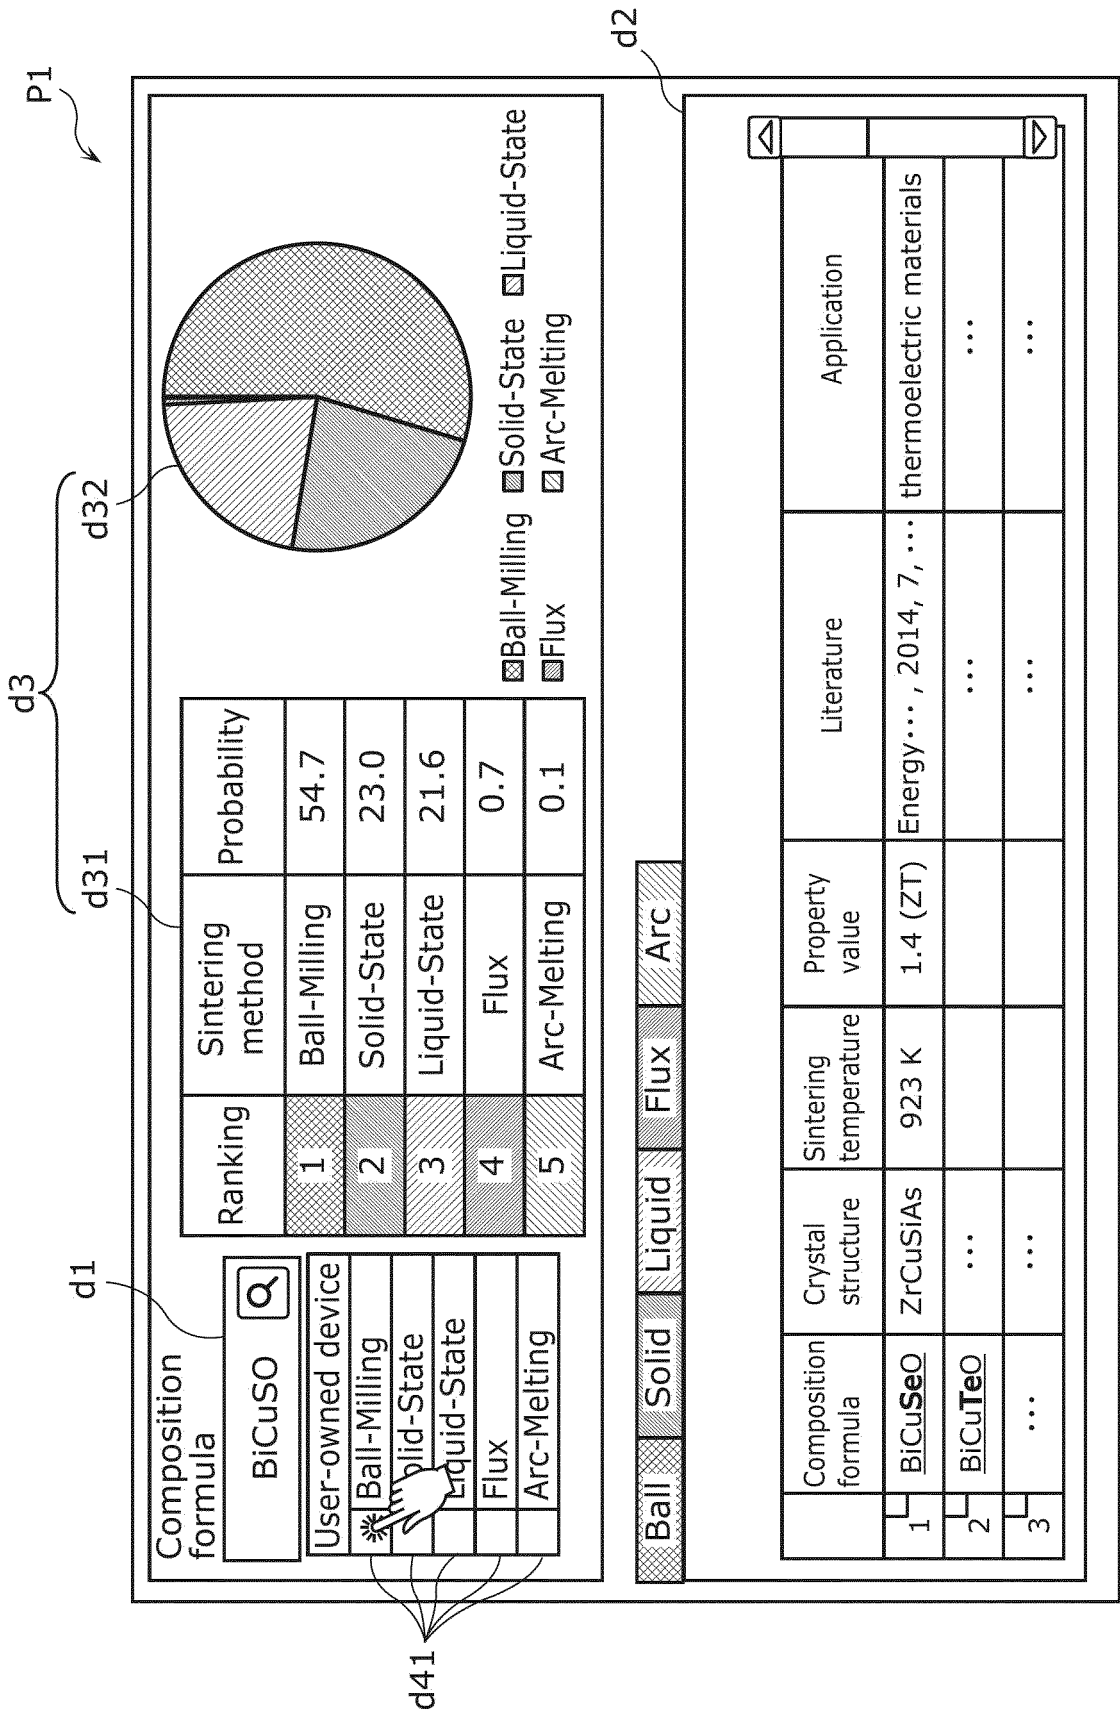 P1
d3
d1
d31
d32
Composition
formula
BiCuSO
User-owned device
Ball-Milling
olid-State
iquid-State
Flux
Arc-Melting
d41
Ranking
Sintering
method
Probability
1
Ball-Milling
54.7
2
Solid-State
23.0
3
Liquid-State
21.6
4
Flux
0.7
5
Arc-Melting
0.1
Ball-Milling
Solid-State
Liquid-State
Flux
Arc-Melting
d2
Ball
Solid
Liquid
Flux
Arc
Composition
formula
Crystal
structure
Sintering
temperature
Property
value
Literature
Application
1
BiCuSeO
ZrCuSiAs
923 K
1.4 (ZT)
Energy··· , 2014, 7, ···
thermoelectric materials
2
BiCuTeO
···
···
···
3
···
···
···
···